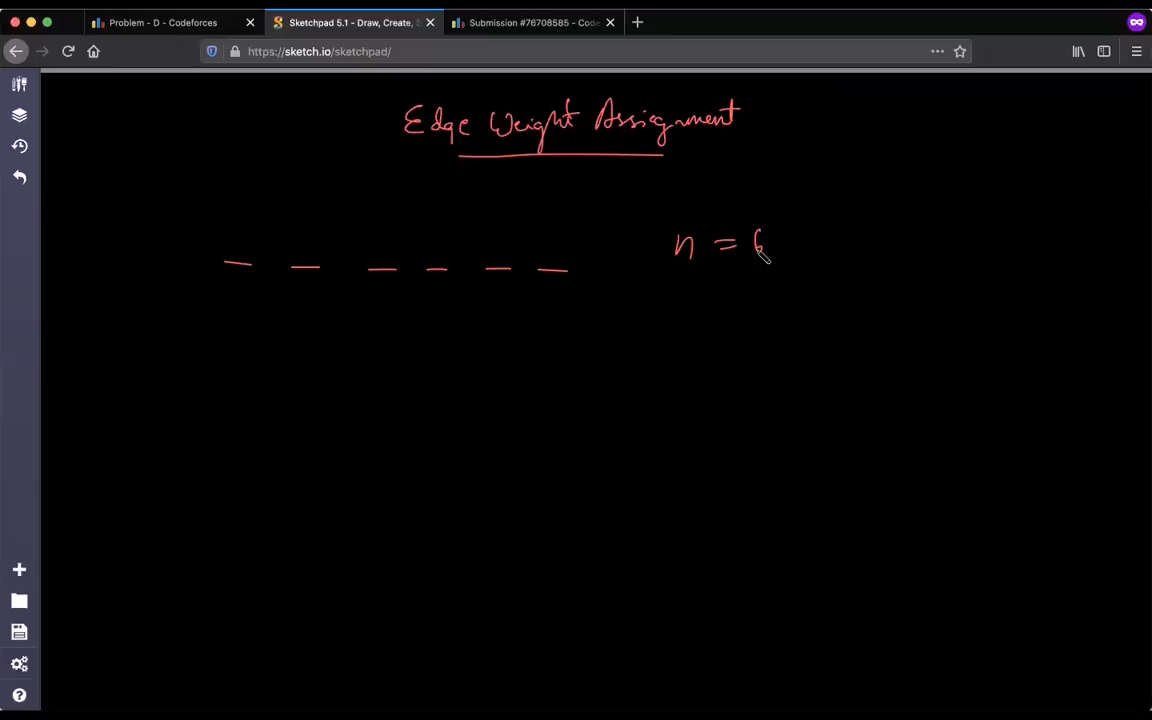 Problem - D - Codeforces
Sketchpad 5.1 - Draw, Create, S
Submission #76708585 - Code
https://sketch.io/sketchpad/
Edge Weight Assignment
n = 6